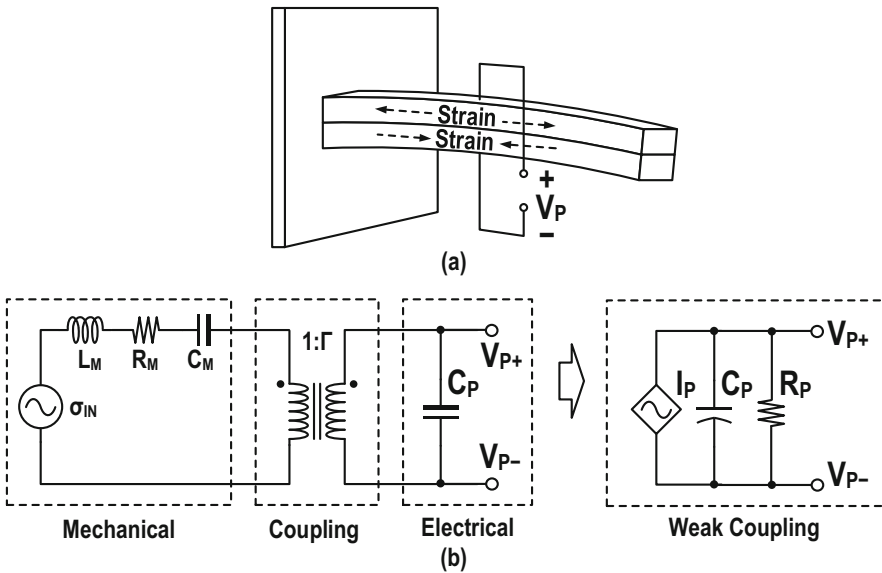 Strain
Strain
+
VP
−
(a)
LM RM CM
σIN
1:Γ
CP
VP+
VP−
IP CP RP
VP+
VP−
Mechanical Coupling Electrical Weak Coupling
(b)